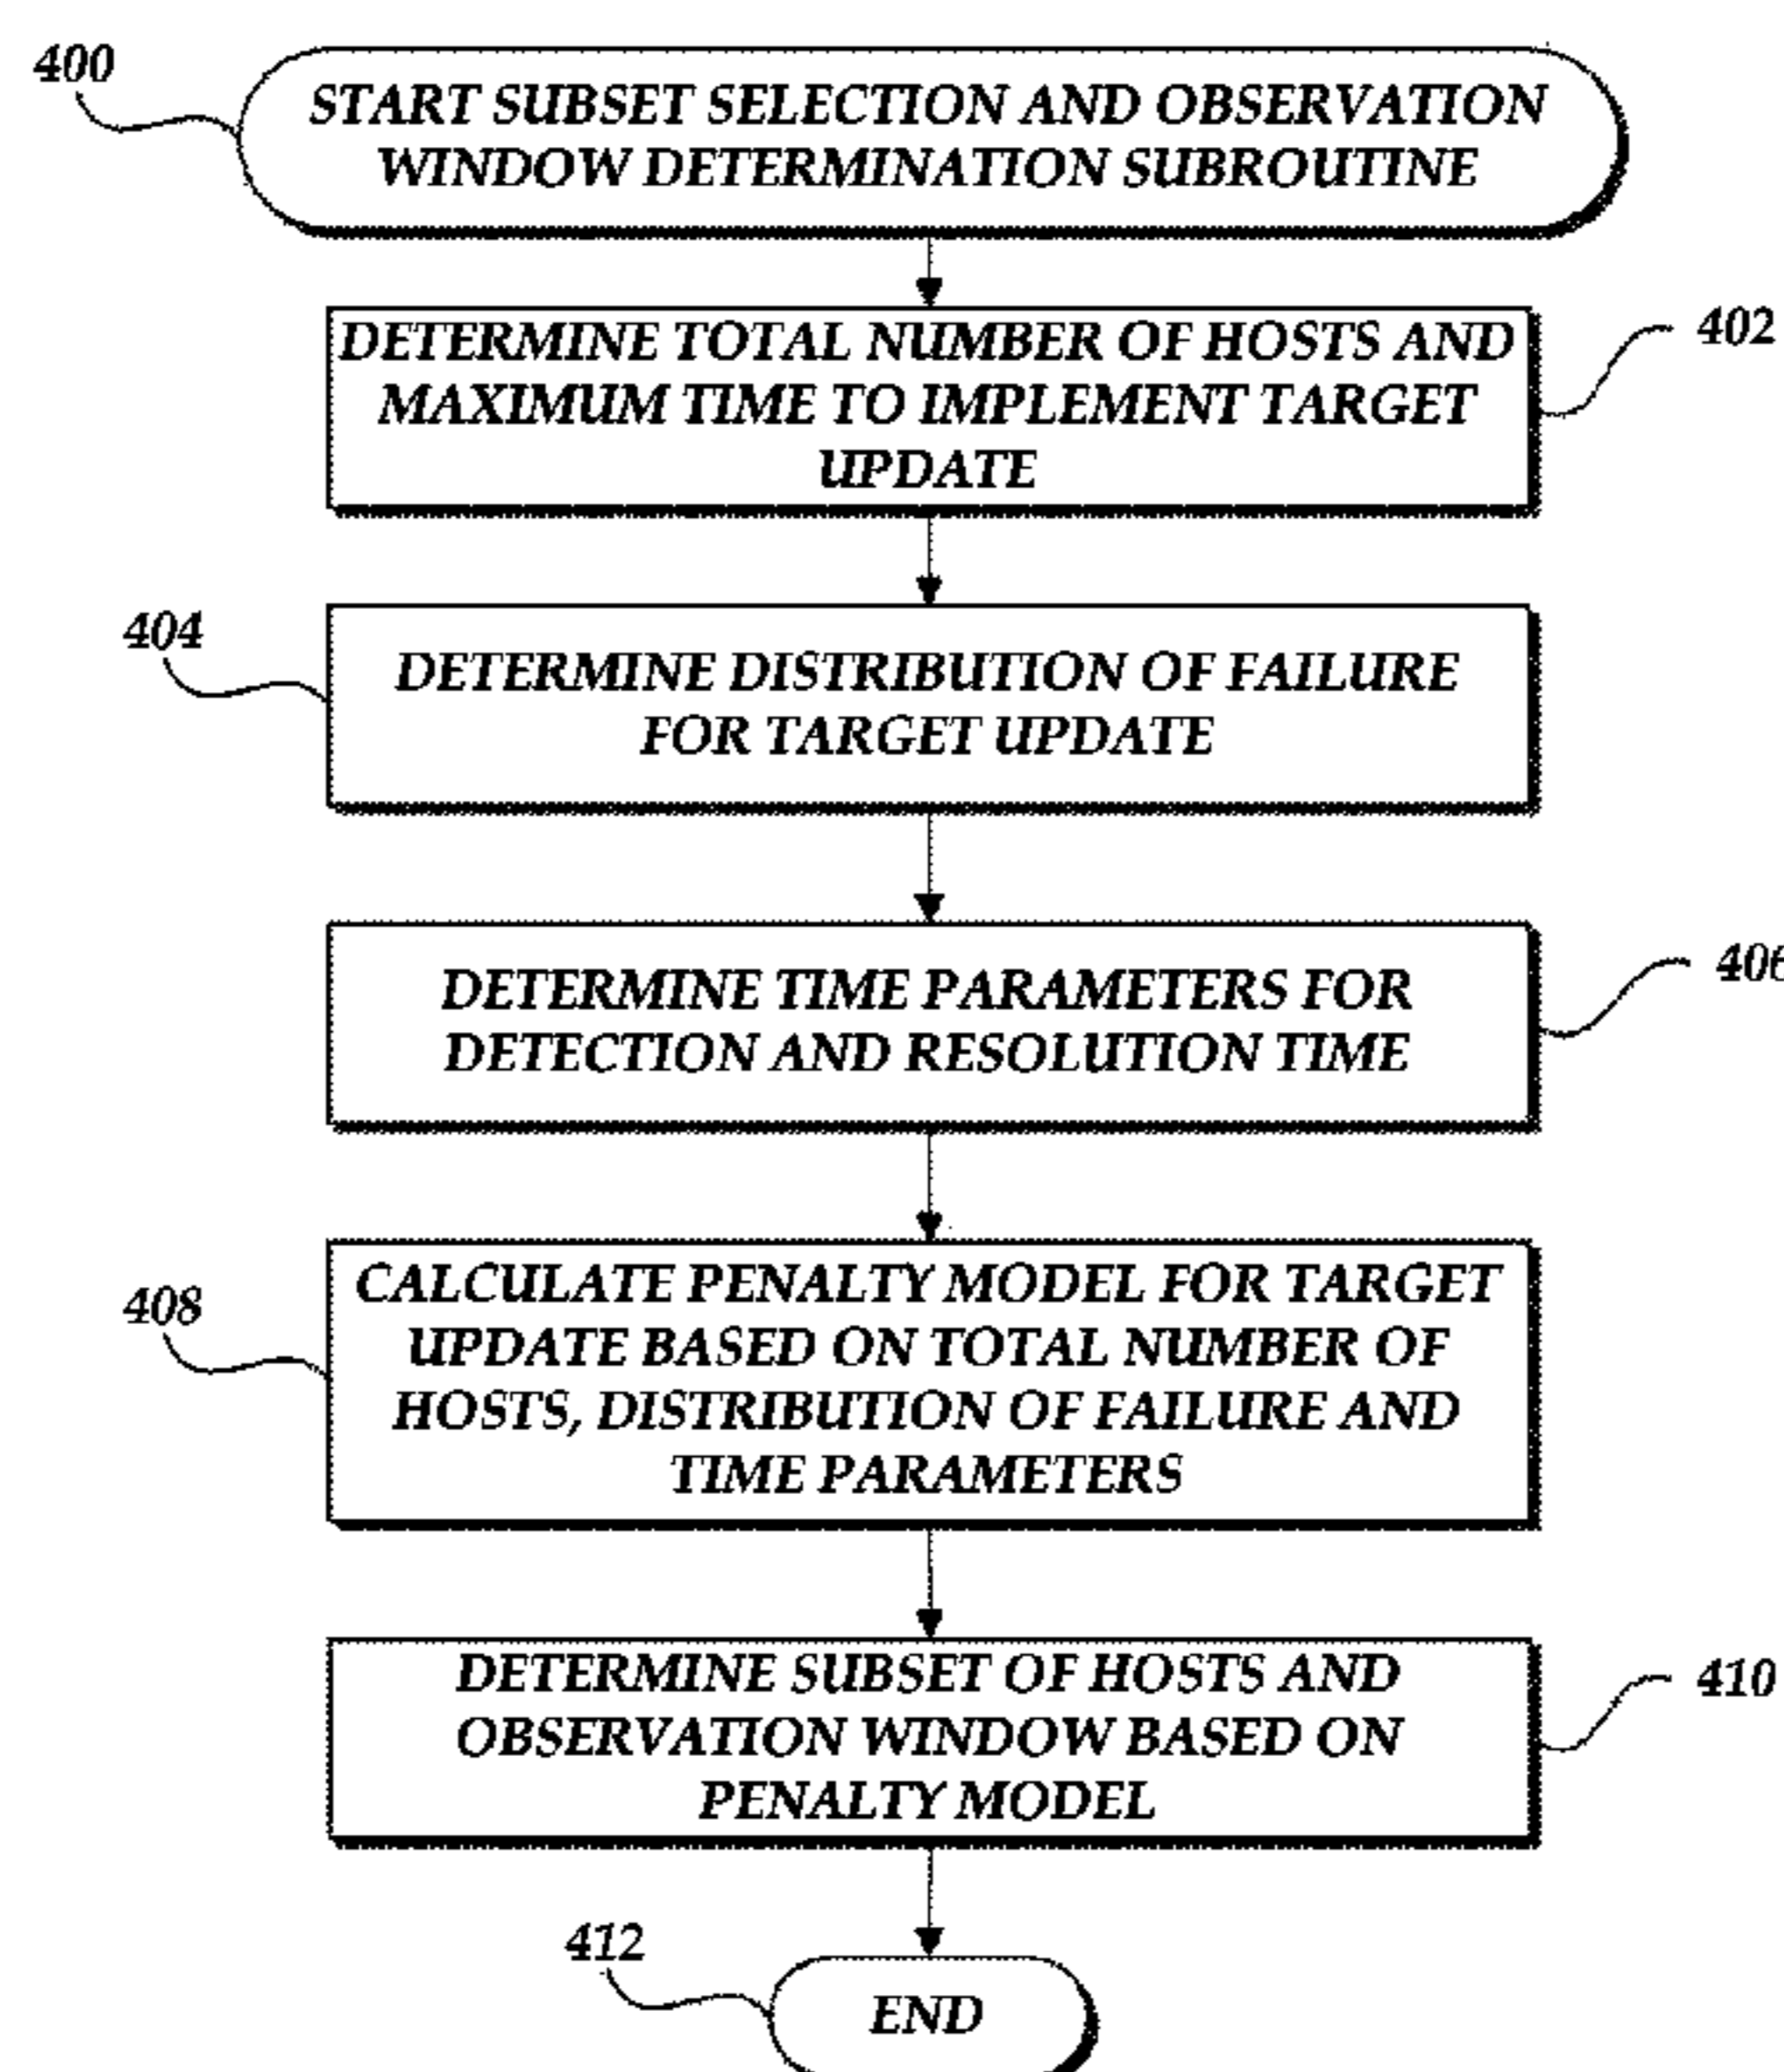 400
START SUBSET SELECTION AND OBSERVATION
WINDOW DETERMINATION SUBROUTINE
DETERMINE TOTAL NUMBER OF HOSTS AND
MAXIMUM TIME TO IMPLEMENT TARGET
UPDATE
402
404
DETERMINE DISTRIBUTION OF FAILURE
FOR TARGET UPDATE
DETERMINE TIME PARAMETERS FOR
DETECTION AND RESOLUTION TIME
406
408
CALCULATE PENALTY MODEL FOR TARGET
UPDATE BASED ON TOTAL NUMBER OF
HOSTS, DISTRIBUTION OF FAILURE AND
TIME PARAMETERS
DETERMINE SUBSET OF HOSTS AND
OBSERVATION WINDOW BASED ON
PENALTY MODEL
410
412
END